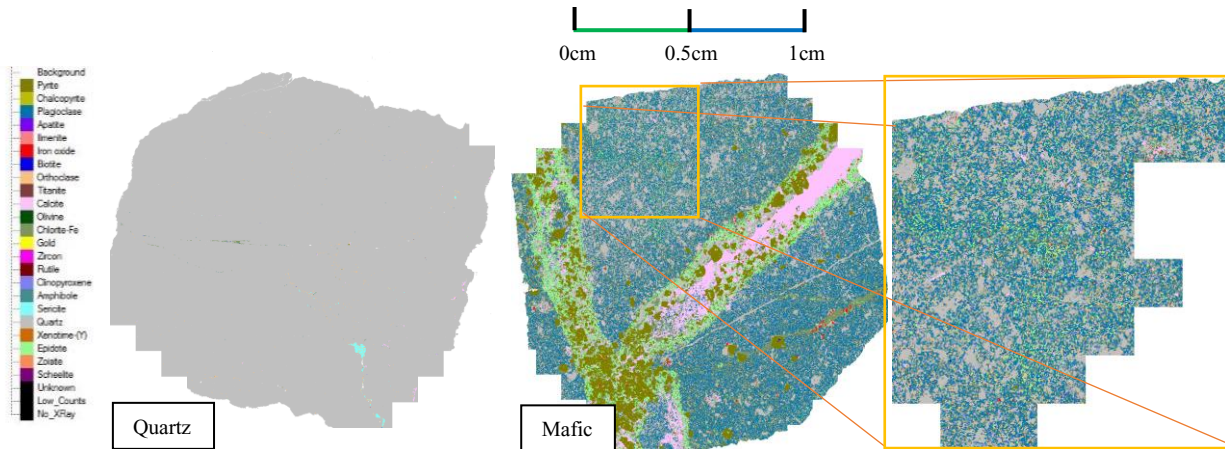 0cm 0.5cm 1cm
Background
Pyrite
Chalcopyrite
Plagioclase
Apatite
Ilmenite
Iron oxide
Biotite
Orthoclase
Titanite
Calcite
Olivine
Chlorite-Fe
Gold
Zircon
Rutile
Clinopyroxene
Amphibole
Sericite
Quartz
Xenotime-(Y)
Epidote
Zoisite
Scheelite
Unknown
Low_Counts
No_XRay
Quartz
Mafic